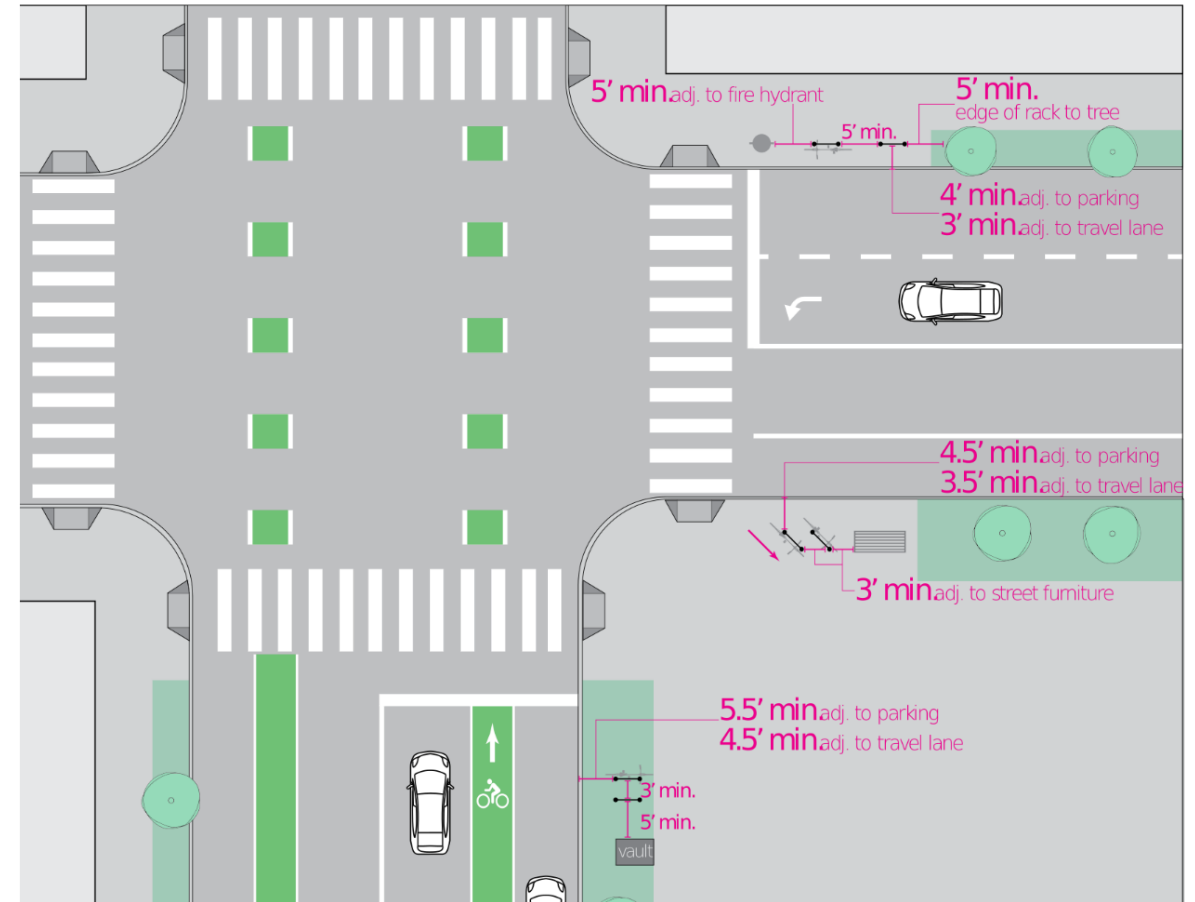 5’ min.adj. to fire hydrant
5’ min.
edge of rack to tree
5’ min.
4’ min.adj. to parking
3’ min.adj. to travel lane
4.5’ min.adj. to parking
3.5’ min.adj. to travel lane
3’ min.adj. to street furniture
5.5’ min.adj. to parking
4.5’ min.adj. to travel lane
3’ min.
5’ min.
vault